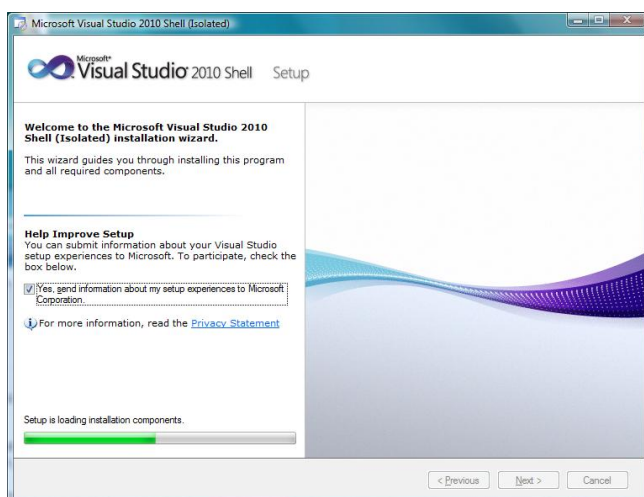 Microsoft Visual Studio 2010 Shell (Isolated)
Microsoft®
Visual Studio® 2010 Shell Setup
Welcome to the Microsoft Visual Studio 2010
Shell (Isolated) installation wizard.
This wizard guides you through installing this program
and all required components.
Help Improve Setup
You can submit information about your Visual Studio
setup experiences to Microsoft. To participate, check the
box below.
Yes, send information about my setup experiences to Microsoft
Corporation.
For more information, read the Privacy Statement
Setup is loading installation components.
< Previous Next > Cancel